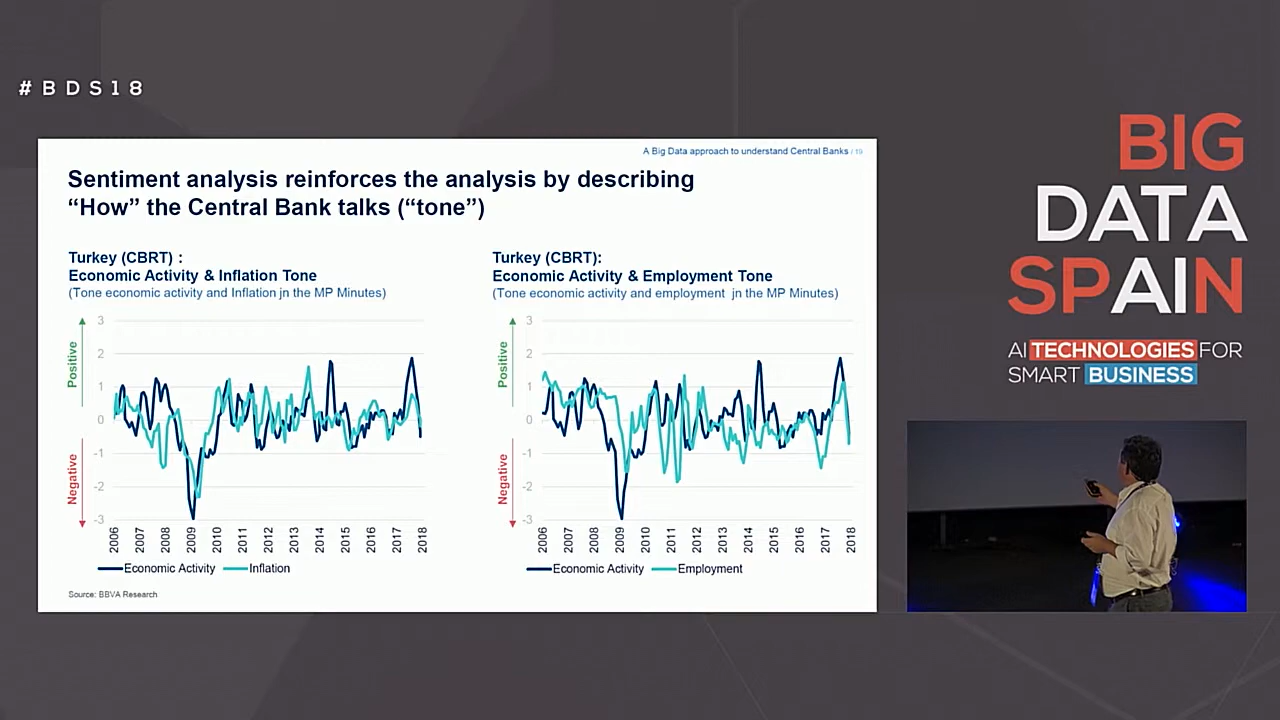 #BDS18
A Big Data approach to understand Central Banks / 19
Sentiment analysis reinforces the analysis by describing
“How” the Central Bank talks (“tone”)
Turkey (CBRT) :
Economic Activity & Inflation Tone
(Tone economic activity and Inflation jn the MP Minutes)
Positive
Negative
3
2
1
0
-1
-2
-3
2006 2007 2008 2009 2010 2011 2012 2013 2014 2015 2016 2017 2018
Economic Activity Inflation
Turkey (CBRT):
Economic Activity & Employment Tone
(Tone economic activity and employment jn the MP Minutes)
Positive
Negative
3
2
1
0
-1
-2
-3
2006 2007 2008 2009 2010 2011 2012 2013 2014 2015 2016 2017 2018
Economic Activity Employment
Source: BBVA Research
BIG
DATA
SPAIN
AI TECHNOLOGIES FOR
SMART BUSINESS